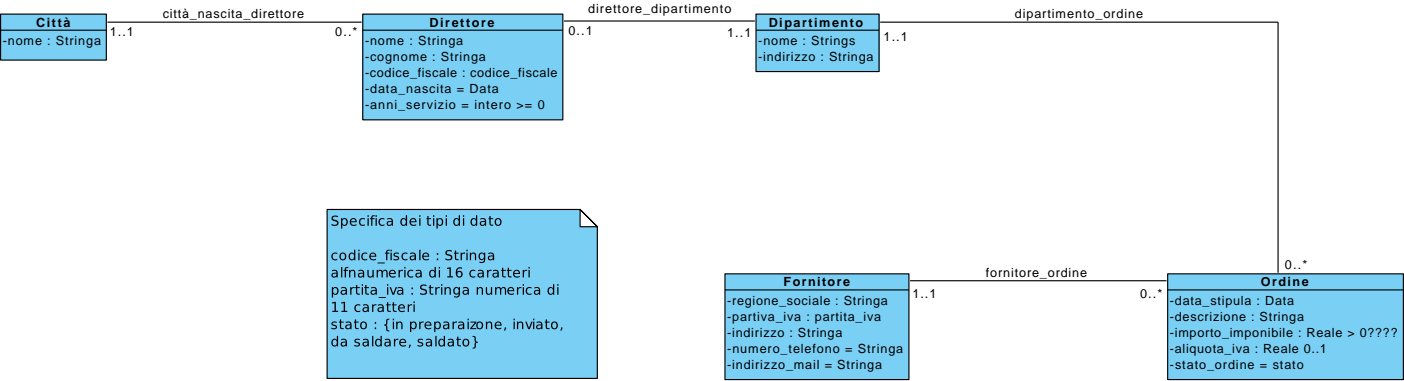 città_nascita_direttore
direttore_dipartimento
dipartimento_ordine
Città
-nome : Stringa
1..1
0..*
Direttore
-nome : Stringa
-cognome : Stringa
-codice_fiscale : codice_fiscale
-data_nascita = Data
-anni_servizio = intero >= 0
0..1
1..1
Dipartimento
-nome : Strings
-indirizzo : Stringa
1..1
Specifica dei tipi di dato
codice_fiscale : Stringa
alfnaumerica di 16 caratteri
partita_iva : Stringa numerica di
11 caratteri
stato : {in preparaizone, inviato,
da saldare, saldato}
Fornitore
-regione_sociale : Stringa
-partiva_iva : partita_iva
-indirizzo : Stringa
-numero_telefono = Stringa
-indirizzo_mail = Stringa
fornitore_ordine
1..1
0..*
0..*
Ordine
-data_stipula : Data
-descrizione : Stringa
-importo_imponibile : Reale > 0????
-aliquota_iva : Reale 0..1
-stato_ordine = stato